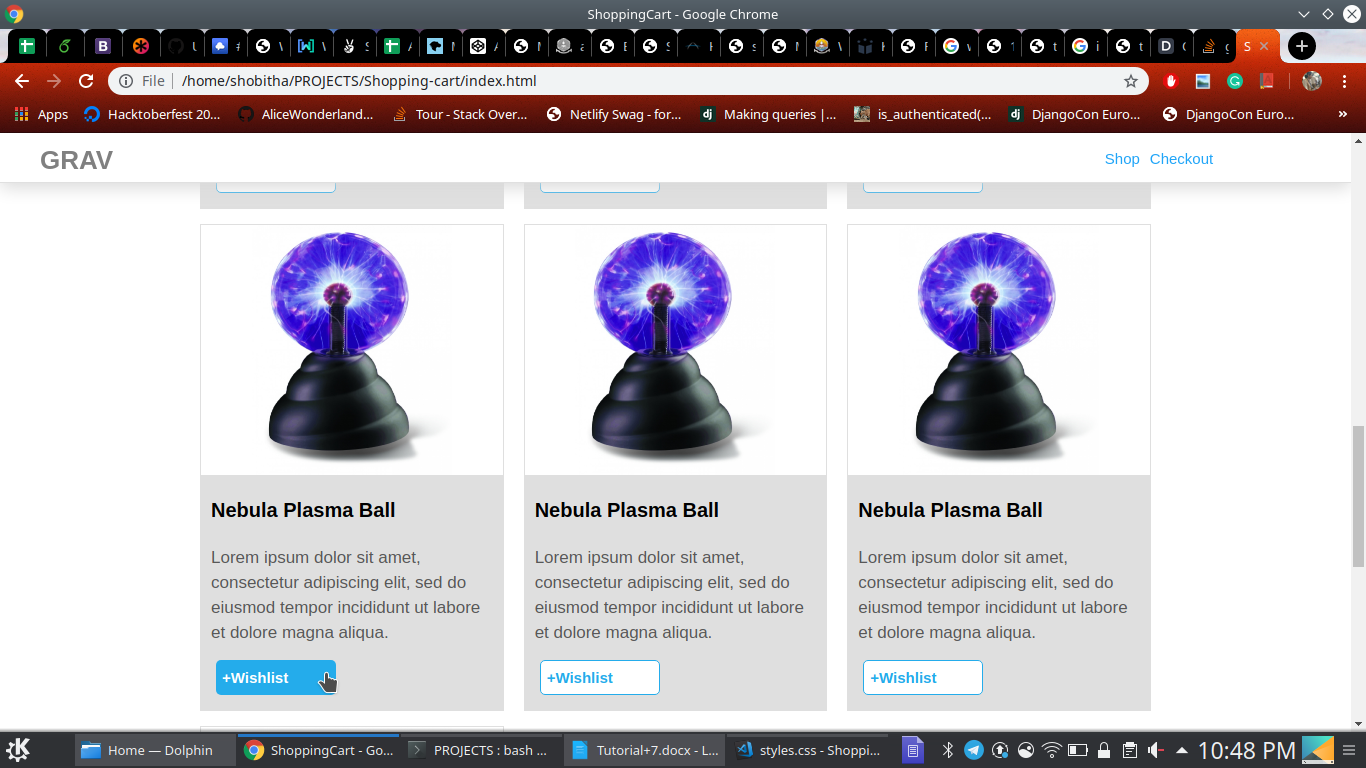 ShoppingCart - Google Chrome
File /home/shobitha/PROJECTS/Shopping-cart/index.html
Apps Hacktoberfest 20... AliceWonderland... Tour - Stack Over... Netlify Swag - for... Making queries |... is_authenticated(... DjangoCon Euro... DjangoCon Euro... »
GRAV Shop Checkout
Nebula Plasma Ball
Lorem ipsum dolor sit amet,
consectetur adipiscing elit, sed do
eiusmod tempor incididunt ut labore
et dolore magna aliqua.
+Wishlist
Nebula Plasma Ball
Lorem ipsum dolor sit amet,
consectetur adipiscing elit, sed do
eiusmod tempor incididunt ut labore
et dolore magna aliqua.
+Wishlist
Nebula Plasma Ball
Lorem ipsum dolor sit amet,
consectetur adipiscing elit, sed do
eiusmod tempor incididunt ut labore
et dolore magna aliqua.
+Wishlist
Home — Dolphin ShoppingCart - Go... PROJECTS : bash ... Tutorial+7.docx - L... styles.css - Shoppi... 10:48 PM